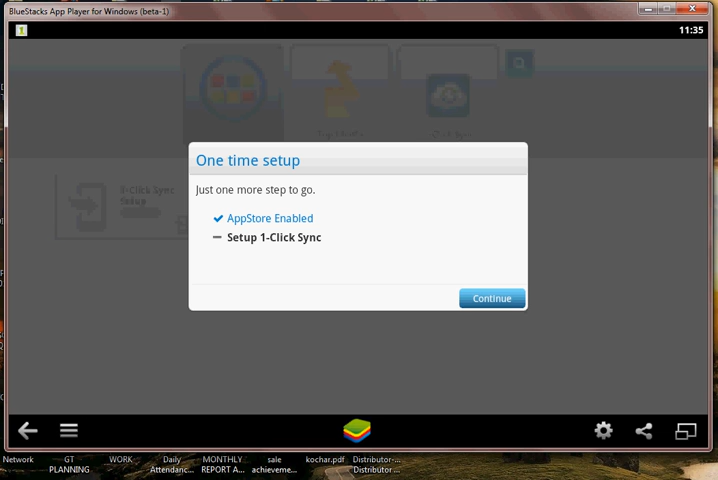 BlueStacks App Player for Windows (beta-1)
1
11:35
1-Click Sync
Setup
One time setup
Just one more step to go.
AppStore Enabled
Setup 1-Click Sync
Continue
Network
GT
PLANNING
WORK
Daily
Attendanc...
MONTHLY
REPORT A...
sale
achieveme...
kochar.pdf
Distributor-...
Distributor ...